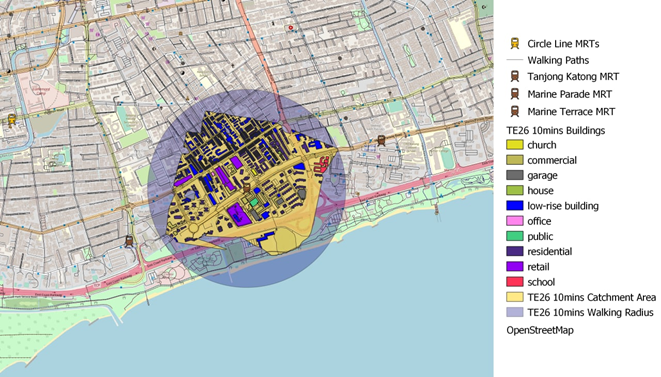 Circle Line MRTs
Walking Paths
Tanjong Katong MRT
Marine Parade MRT
Marine Terrace MRT
TE26 10mins Buildings
church
commercial
garage
house
low-rise building
office
public
residential
retail
school
TE26 10mins Catchment Area
TE26 10mins Walking Radius
OpenStreetMap